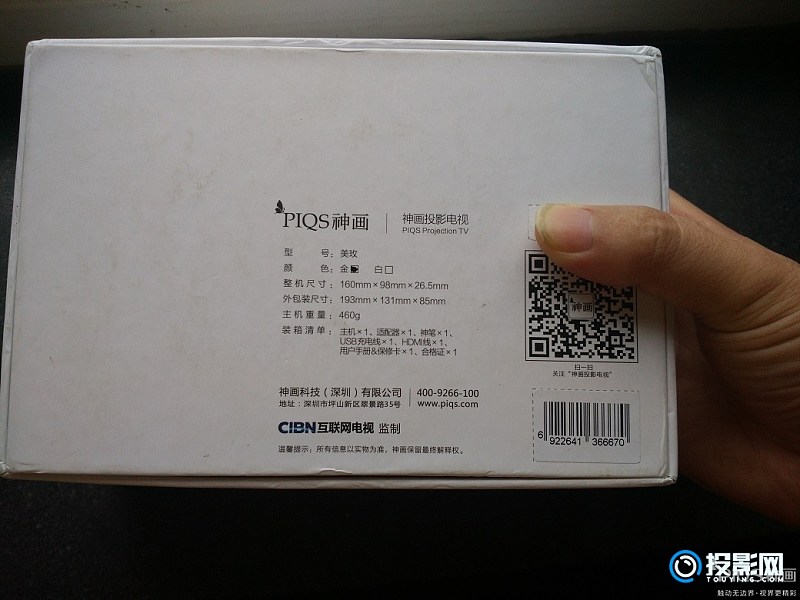 PIQS神画
神画投影电视
PIQS Projection TV
型 号：美玫
颜 色：金 白□
整机尺寸：160mm×98mm×26.5mm
外包装尺寸：193mm×131mm×85mm
主机重量：460g
装箱清单：主机×1、适配器×1、神笔×1、
USB充电线×1、HDMI线×1、
用户手册&保修卡×1、合格证×1
神画
扫一扫
关注“神画投影电视”
神画科技（深圳）有限公司
400-9266-100
地址：深圳市坪山新区翠景路35号
www.piqs.com
CIBN互联网电视 监制
温馨提示：所有信息以实物为准，神画保留最终解释权。
6 922641 366670
投影网
TOUYING.COM
触动无边界·视界更精彩